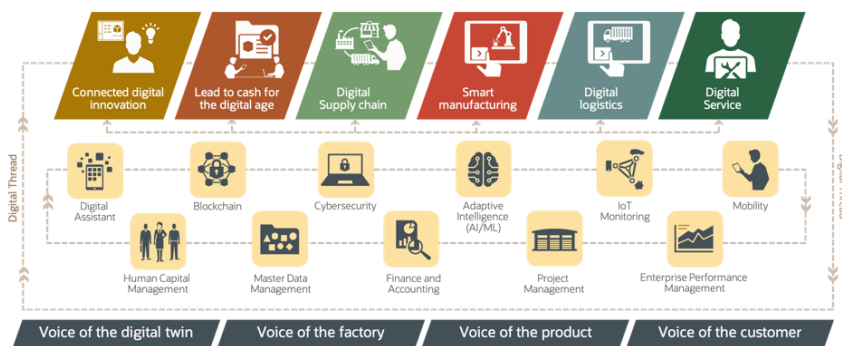 Connected digital
innovation
Lead to cash for
the digital age
Digital
Supply chain
Smart
manufacturing
Digital
logistics
Digital
Service
Digital Thread
Digital
Assistant
Blockchain
Cybersecurity
Adaptive
Intelligence
(AI/ML)
IoT
Monitoring
Mobility
Human Capital
Management
Master Data
Management
Finance and
Accounting
Project
Management
Enterprise Performance
Management
Voice of the digital twin
Voice of the factory
Voice of the product
Voice of the customer